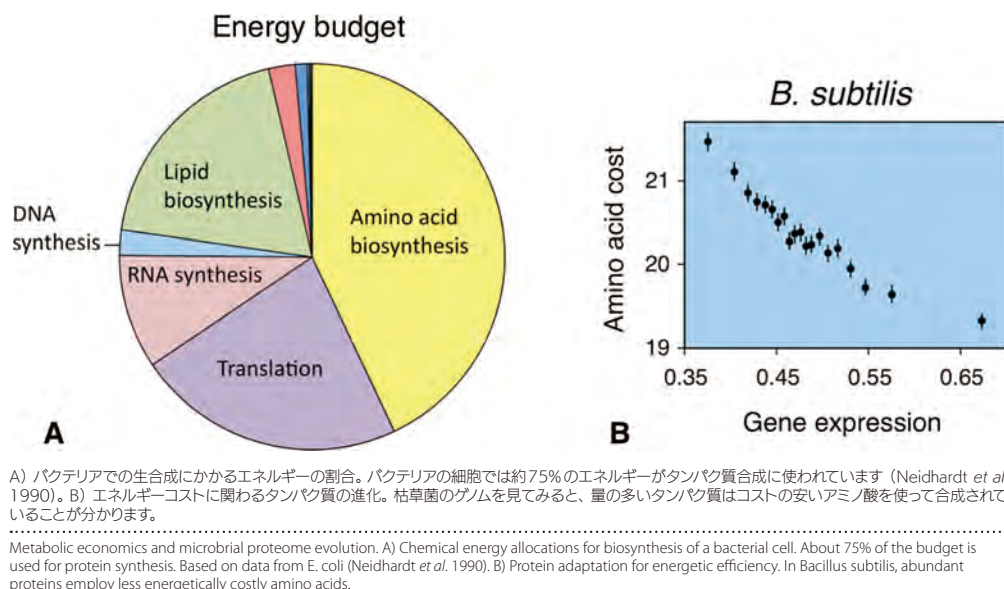 Energy budget
Lipid
biosynthesis
DNA
synthesis
RNA synthesis
Amino acid
biosynthesis
Translation
A
B. subtilis
Amino acid cost
21
20
19
0.35
0.45
0.55
0.65
Gene expression
B
A）バクテリアでの生合成にかかるエネルギーの割合。バクテリアの細胞では約75％のエネルギーがタンパク質合成に使われています（Neidhardt et al
1990）。B）エネルギーコストに関わるタンパク質の進化。枯草菌のゲノムを見てみると、量の多いタンパク質はコストの安いアミノ酸を使って合成されて
いることが分かります。
Metabolic economics and microbrial proteome evolution. A) Chemical energy allocations for biosynthesis of a bacterial cell. About 75% of the budget is
used for protein synthesis. Based on data from E. coli (Neidhardt et al. 1990). B) Protein adaptation for energetic efficiency. In Bacillus subtilis, abundant
proteins employ less energetically costly amino acids.